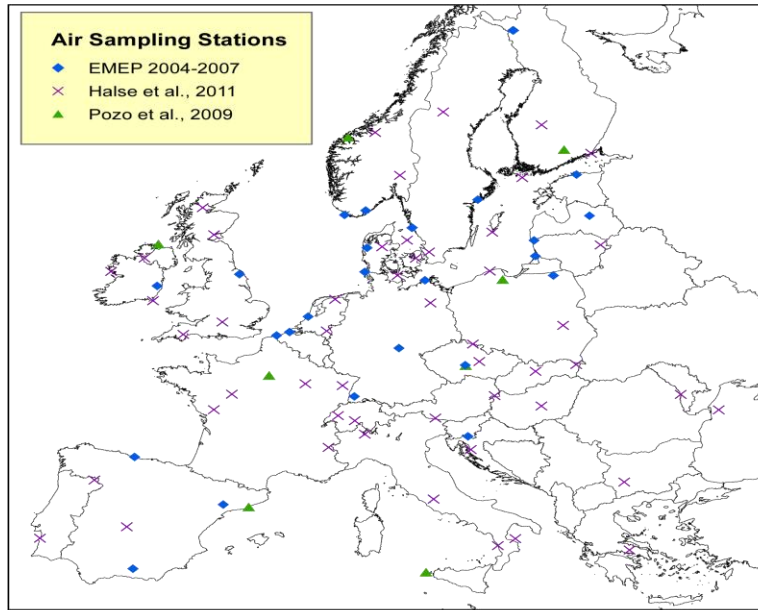 Air Sampling Stations
EMEP 2004-2007
Halse et al., 2011
Pozo et al., 2009